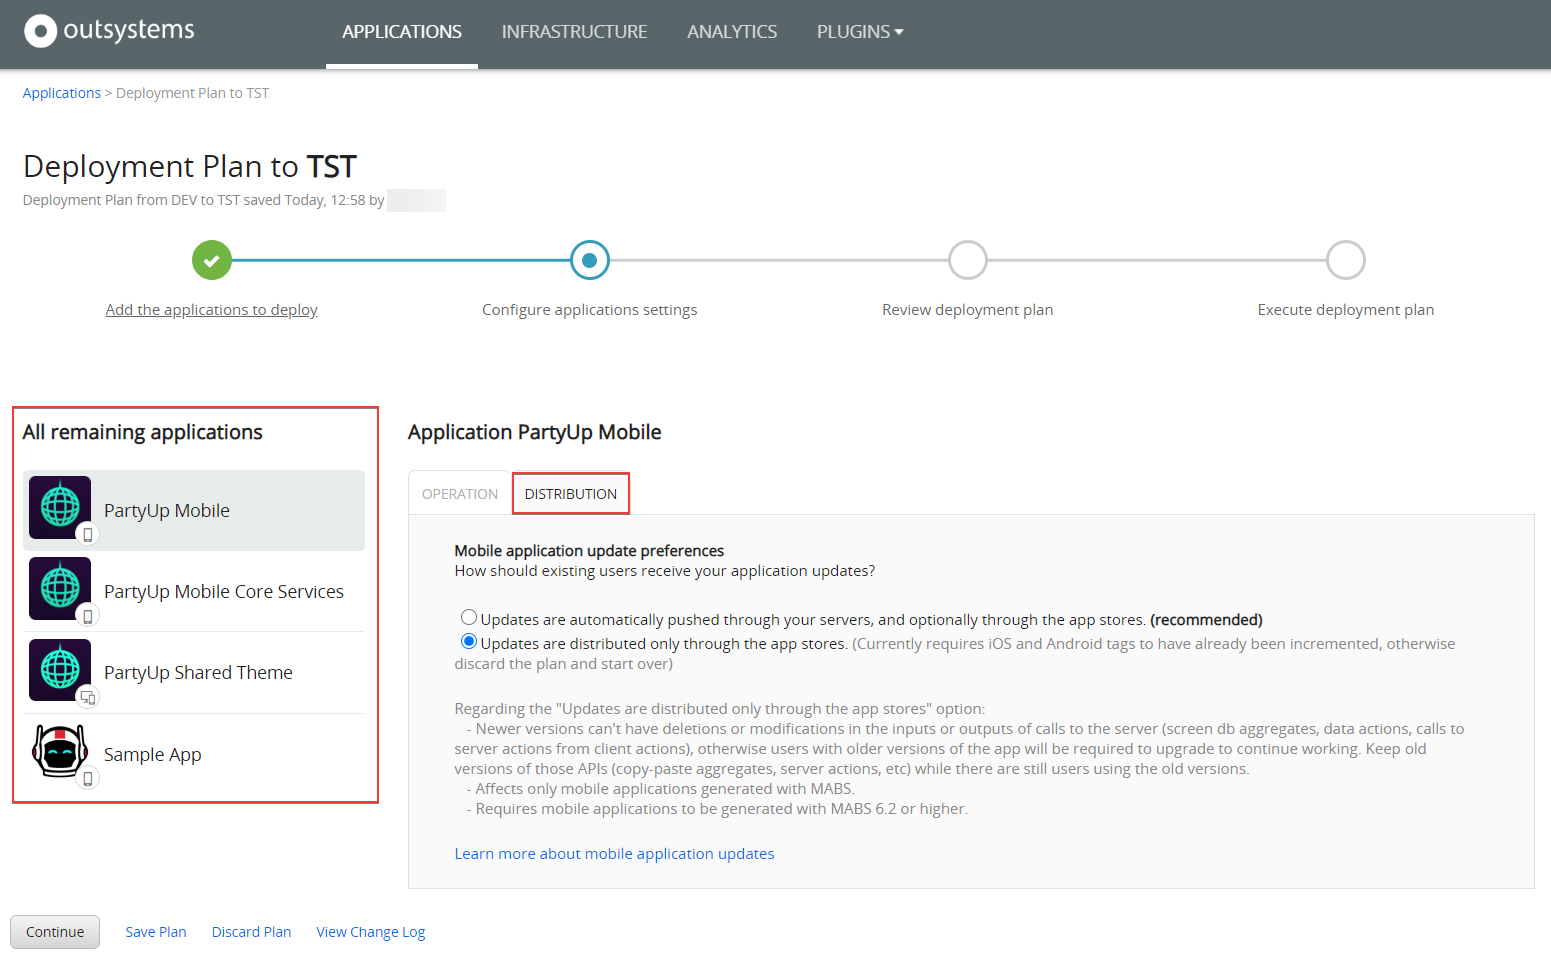 outsystems
APPLICATIONS INFRASTRUCTURE ANALYTICS PLUGINS
Applications > Deployment Plan to TST
Deployment Plan to TST
Deployment Plan from DEV to TST saved Today, 12:58 by
Add the applications to deploy
Configure applications settings
Review deployment plan
Execute deployment plan
All remaining applications
PartyUp Mobile
PartyUp Mobile Core Services
PartyUp Shared Theme
Sample App
Application PartyUp Mobile
OPERATION DISTRIBUTION
Mobile application update preferences
How should existing users receive your application updates?
Updates are automatically pushed through your servers, and optionally through the app stores. (recommended)
Updates are distributed only through the app stores. (Currently requires iOS and Android tags to have already been incremented, otherwise
discard the plan and start over)
Regarding the "Updates are distributed only through the app stores" option:
- Newer versions can't have deletions or modifications in the inputs or outputs of calls to the server (screen db aggregates, data actions, calls to
server actions from client actions), otherwise users with older versions of the app will be required to upgrade to continue working. Keep old
versions of those APIs (copy-paste aggregates, server actions, etc) while there are still users using the old versions.
- Affects only mobile applications generated with MABS.
- Requires mobile applications to be generated with MABS 6.2 or higher.
Learn more about mobile application updates
Continue Save Plan Discard Plan View Change Log